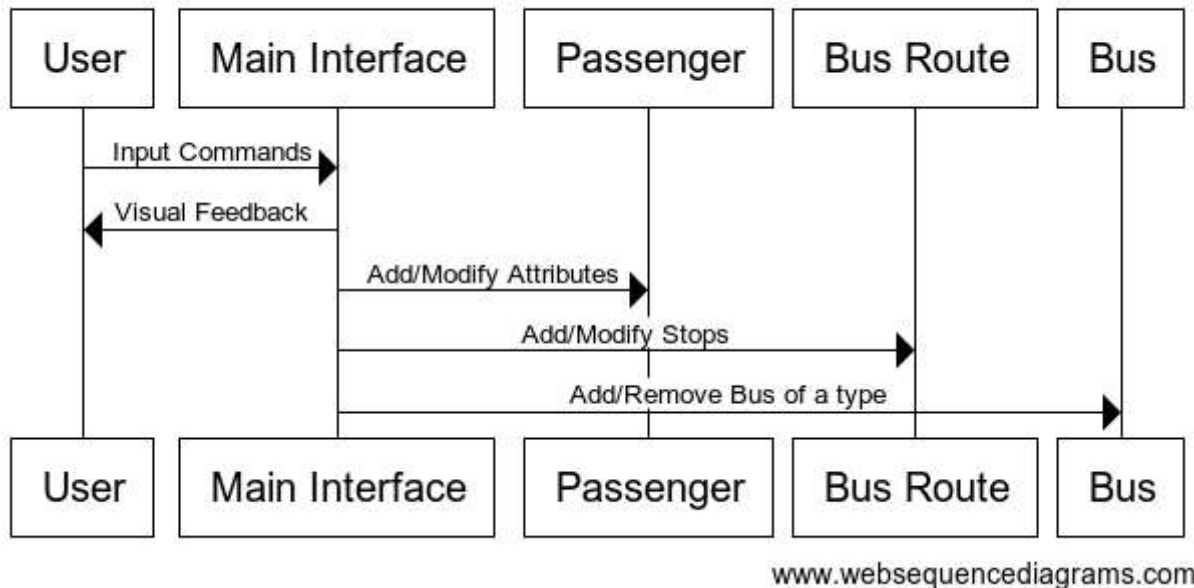 User
Main Interface
Passenger
Bus Route
Bus
Input Commands
Visual Feedback
Add/Modify Attributes
Add/Modify Stops
Add/Remove Bus of a type
User
Main Interface
Passenger
Bus Route
Bus
www.websequencediagrams.com